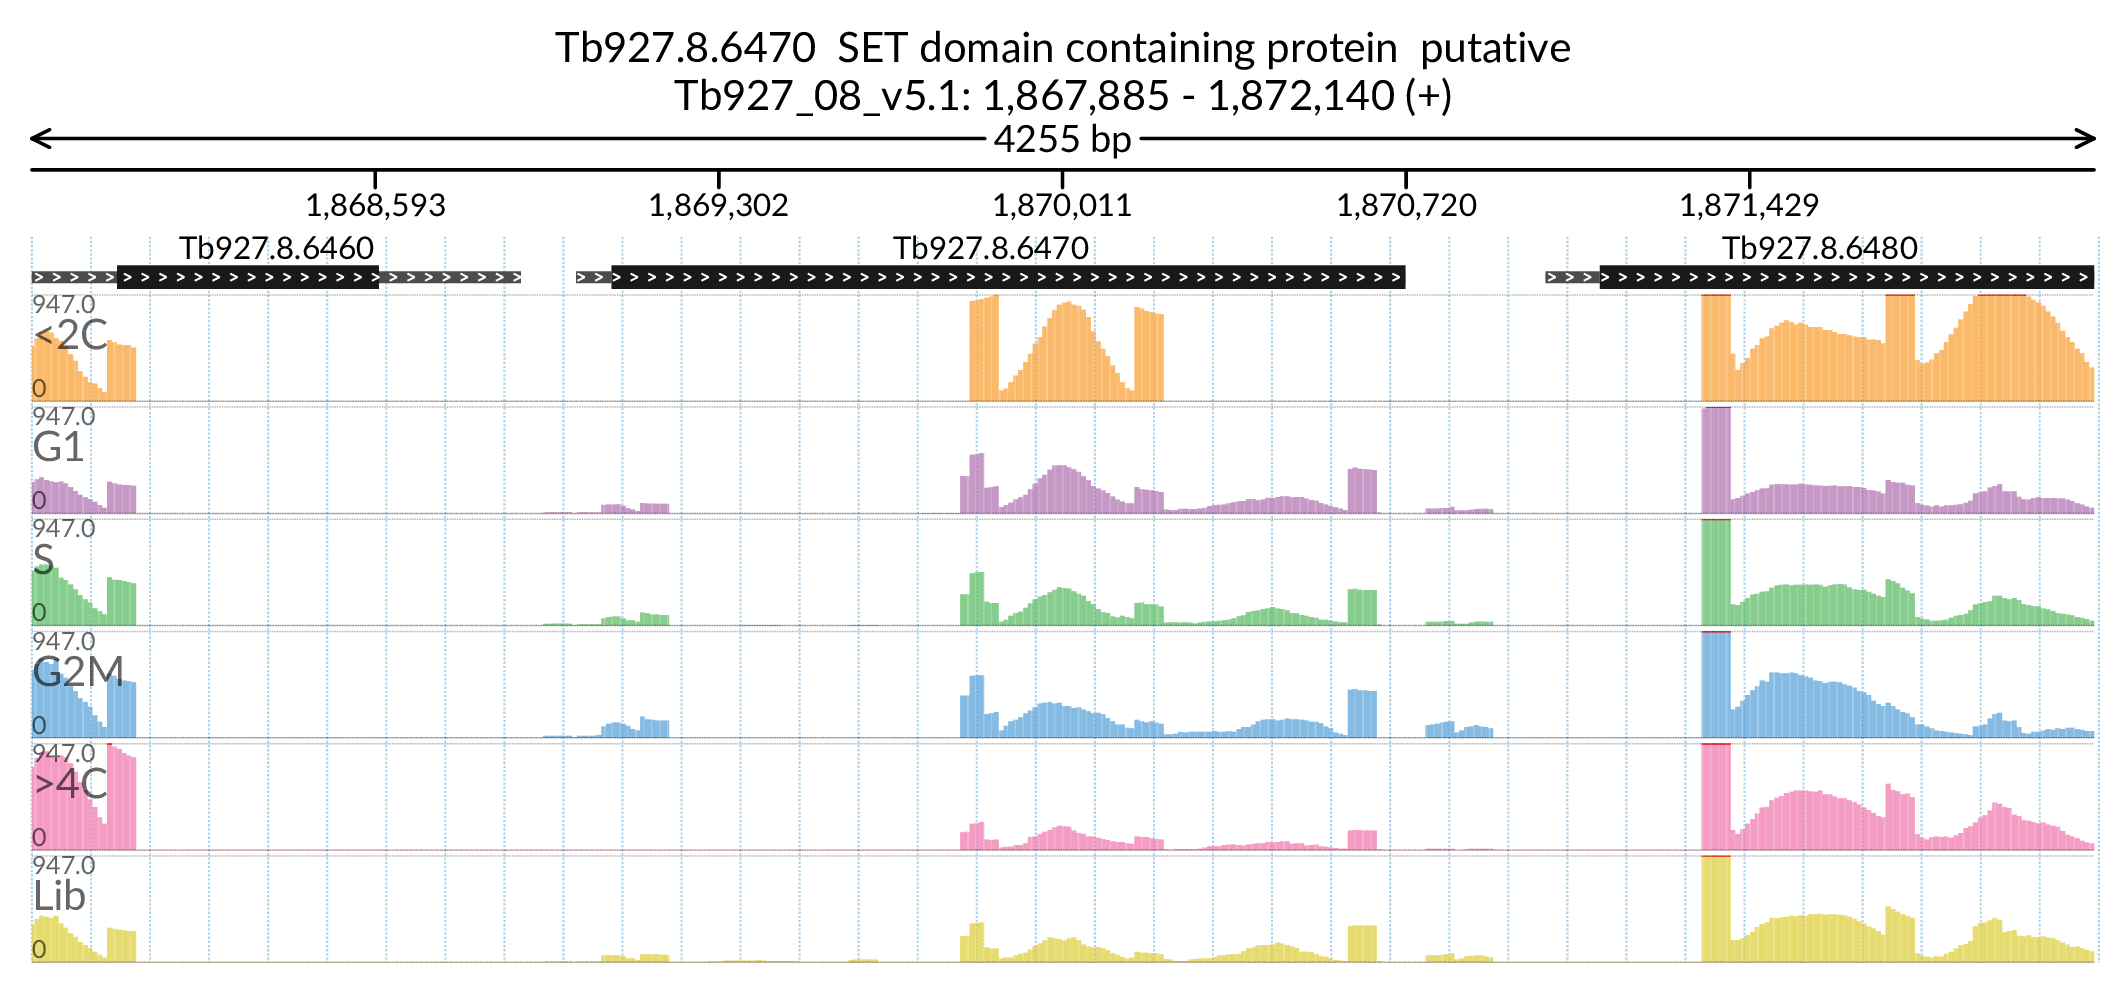 Tb927.8.6470  SET domain containing protein  putative
Tb927_08_v5.1: 1,867,885 - 1,872,140 (+)
4255 bp
1,868,593 1,869,302 1,870,011 1,870,720 1,871,429
Tb927.8.6460 Tb927.8.6470 Tb927.8.6480
947.0
<2C
0
947.0
G1
0
947.0
S
0
947.0
G2M
0
947.0
>4C
0
947.0
Lib
0